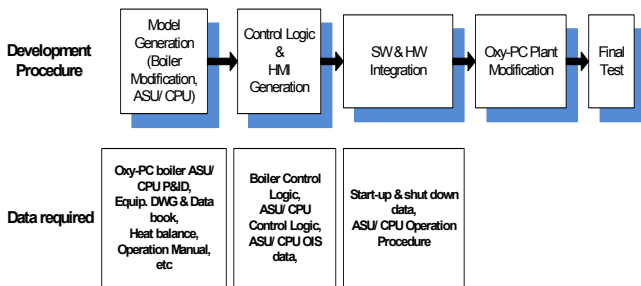 Development
Procedure
Model
Generation
(Boiler
Modification,
ASU/ CPU)
Control Logic
&
HMI
Generation
SW & HW
Integration
Oxy-PC Plant
Modification
Final
Test
Data required
Oxy-PC boiler ASU/
CPU P&ID,
Equip. DWG & Data
book,
Heat balance,
Operation Manual,
etc
Boiler Control
Logic,
ASU/ CPU
Control Logic,
ASU/ CPU OIS
data,
Start-up & shut down
data,
ASU/ CPU Operation
Procedure